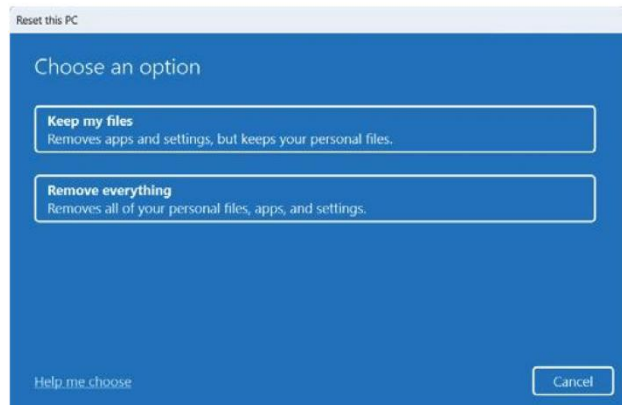 Reset this PC
Choose an option
Keep my files
Removes apps and settings, but keeps your personal files.
Remove everything
Removes all of your personal files, apps, and settings.
Help me choose
Cancel